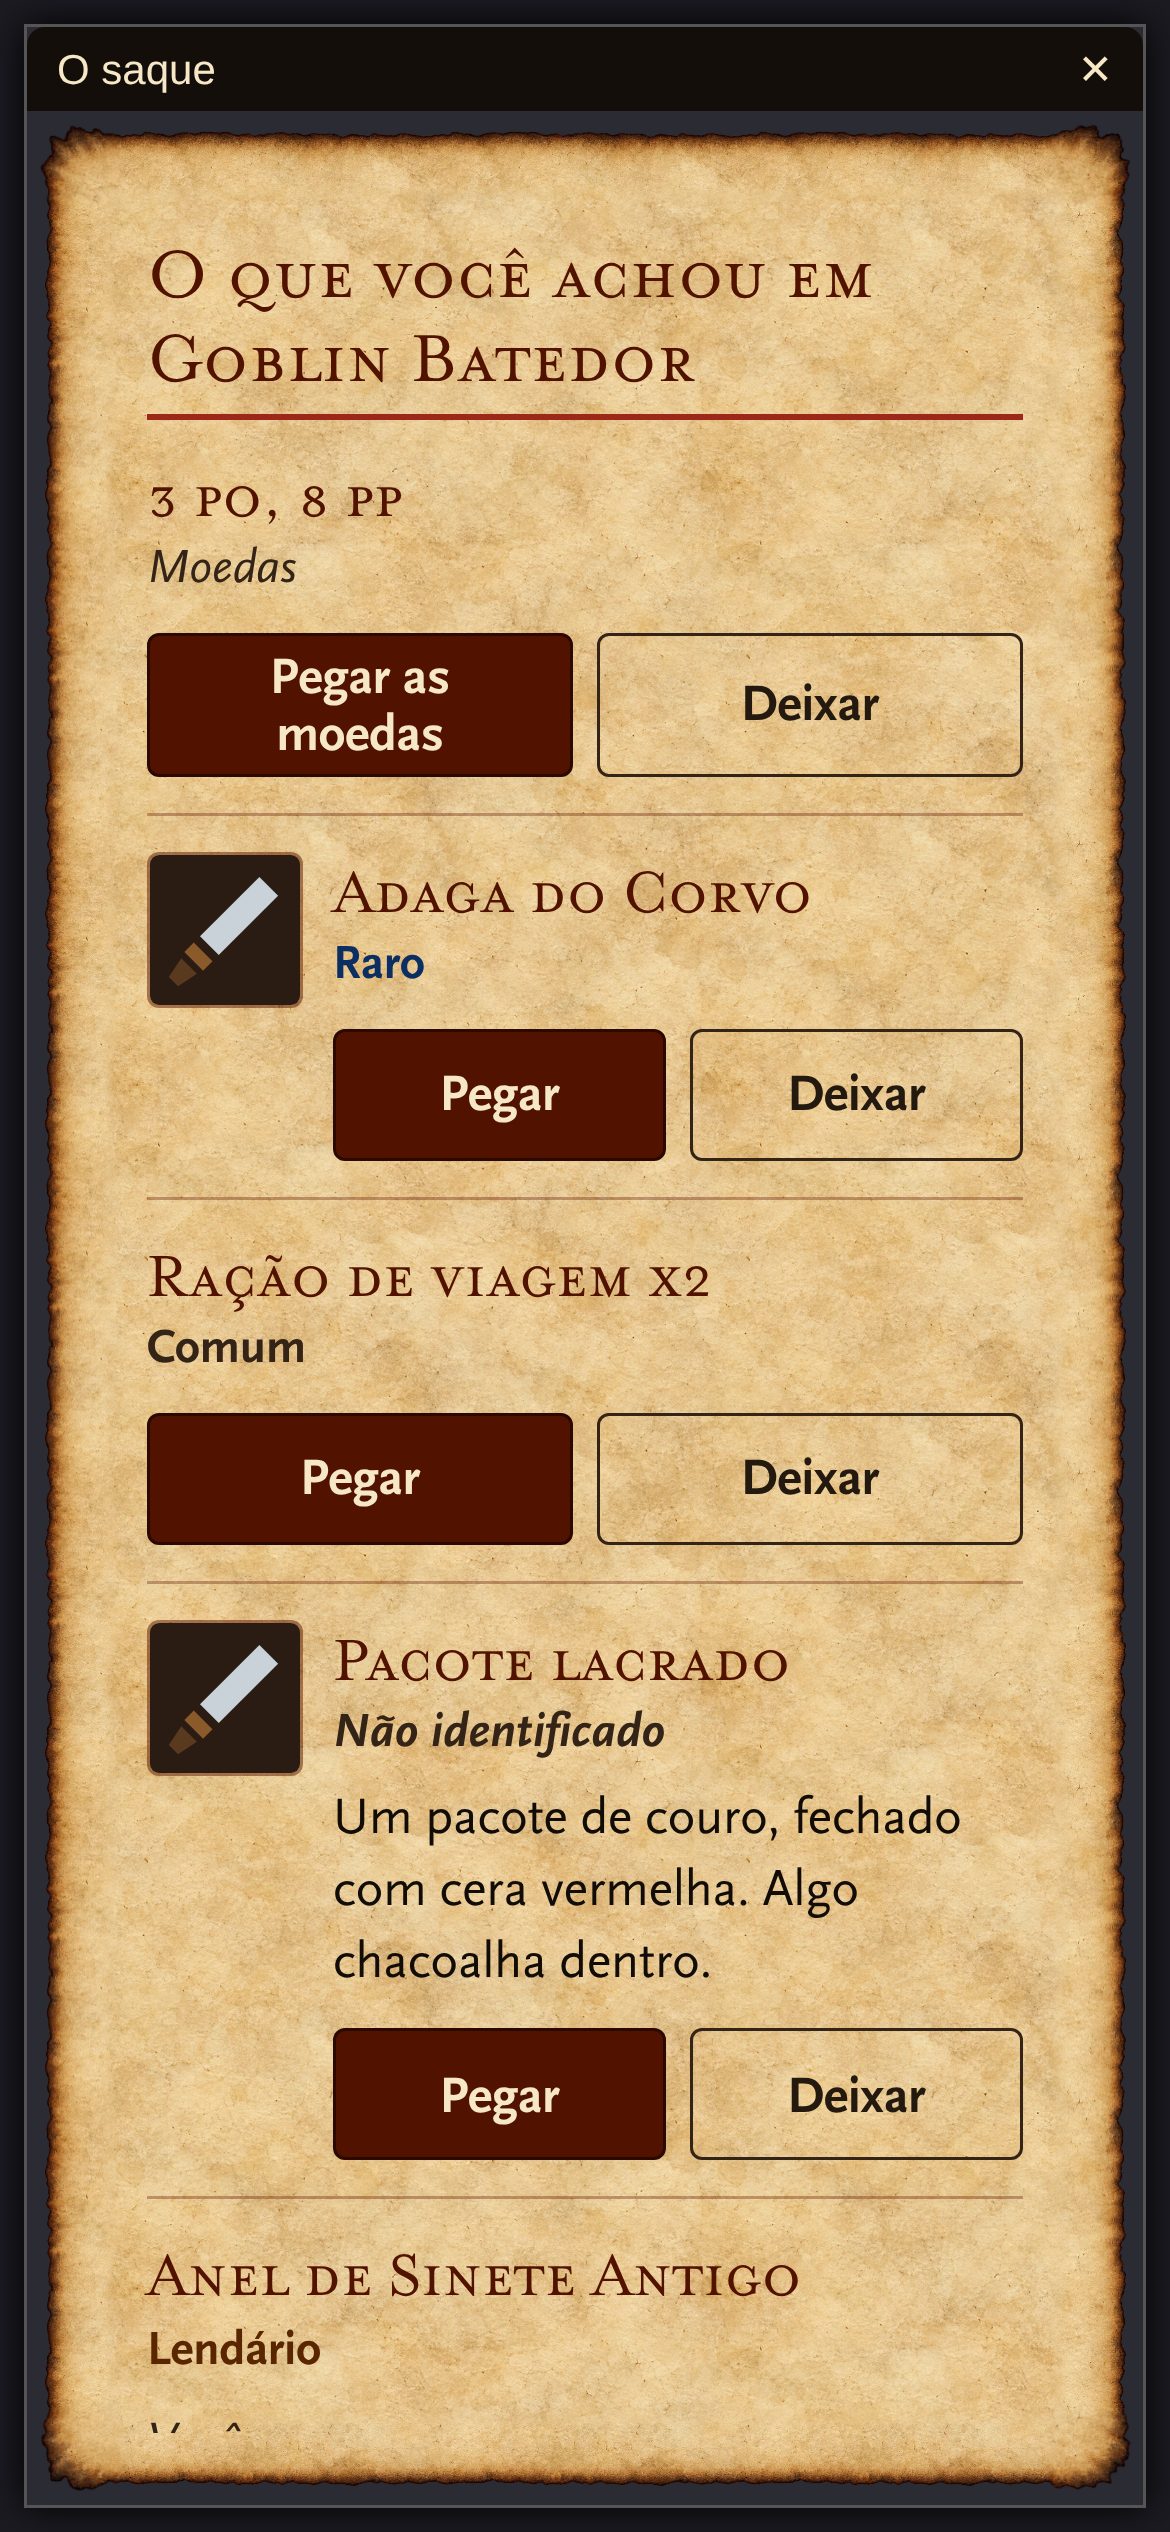 O saque
O que você achou em
Goblin Batedor
3 po, 8 pp
Moedas
Pegar as
moedas
Deixar
Adaga do Corvo
Raro
Pegar
Deixar
Ração de viagem x2
Comum
Pegar
Deixar
Pacote lacrado
Não identificado
Um pacote de couro, fechado
com cera vermelha. Algo
chacoalha dentro.
Pegar
Deixar
Anel de Sinete Antigo
Lendário